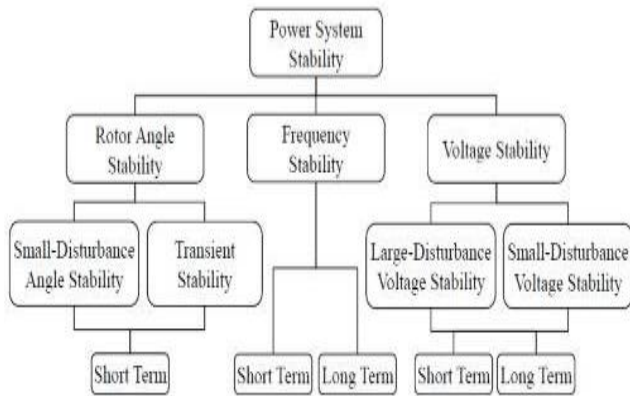 Power System
Stability
Rotor Angle
Stability
Frequency
Stability
Voltage Stability
Small-Disturbance
Angle Stability
Transient
Stability
Large-Disturbance
Voltage Stability
Small-Disturbance
Voltage Stability
Short Term
Short Term
Long Term
Short Term
Long Term